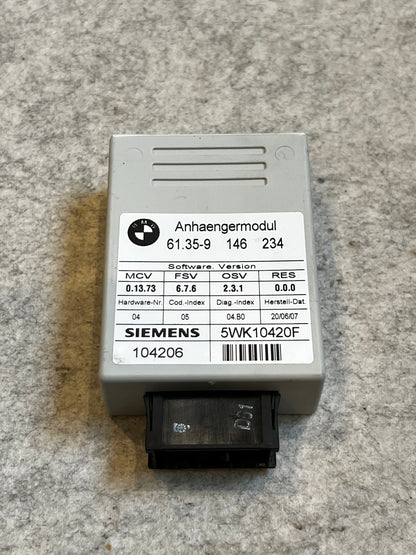 BMW
Anhaengermodul
61.35-9 146 234
Software. Version
MCV FSV OSV RES
0.13.73 6.7.6 2.3.1 0.0.0
Hardware-Nr. Cod.-Index Diag.-Index Herstell-Dat.
04 05 04.B0 20/06/07
SIEMENS 5WK10420F
104206